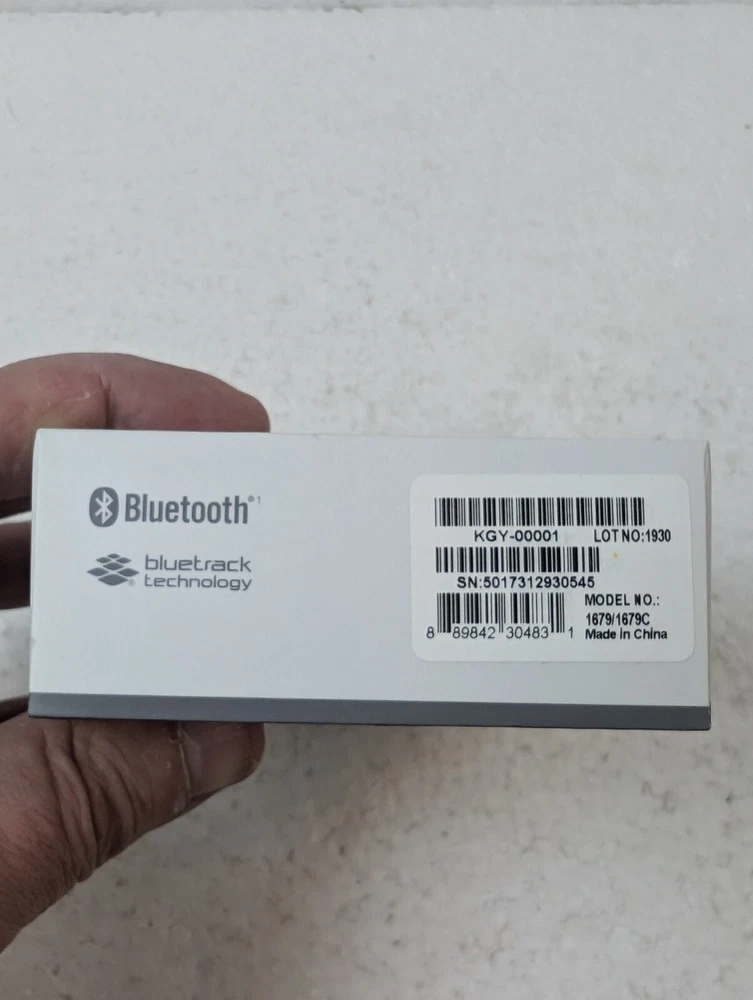 Bluetooth®¹
bluetrack
technology
KGY-00001 LOT NO:1930
SN:5017312930545
MODEL NO.:
1679/1679C
8 89842 30483 1 Made in China